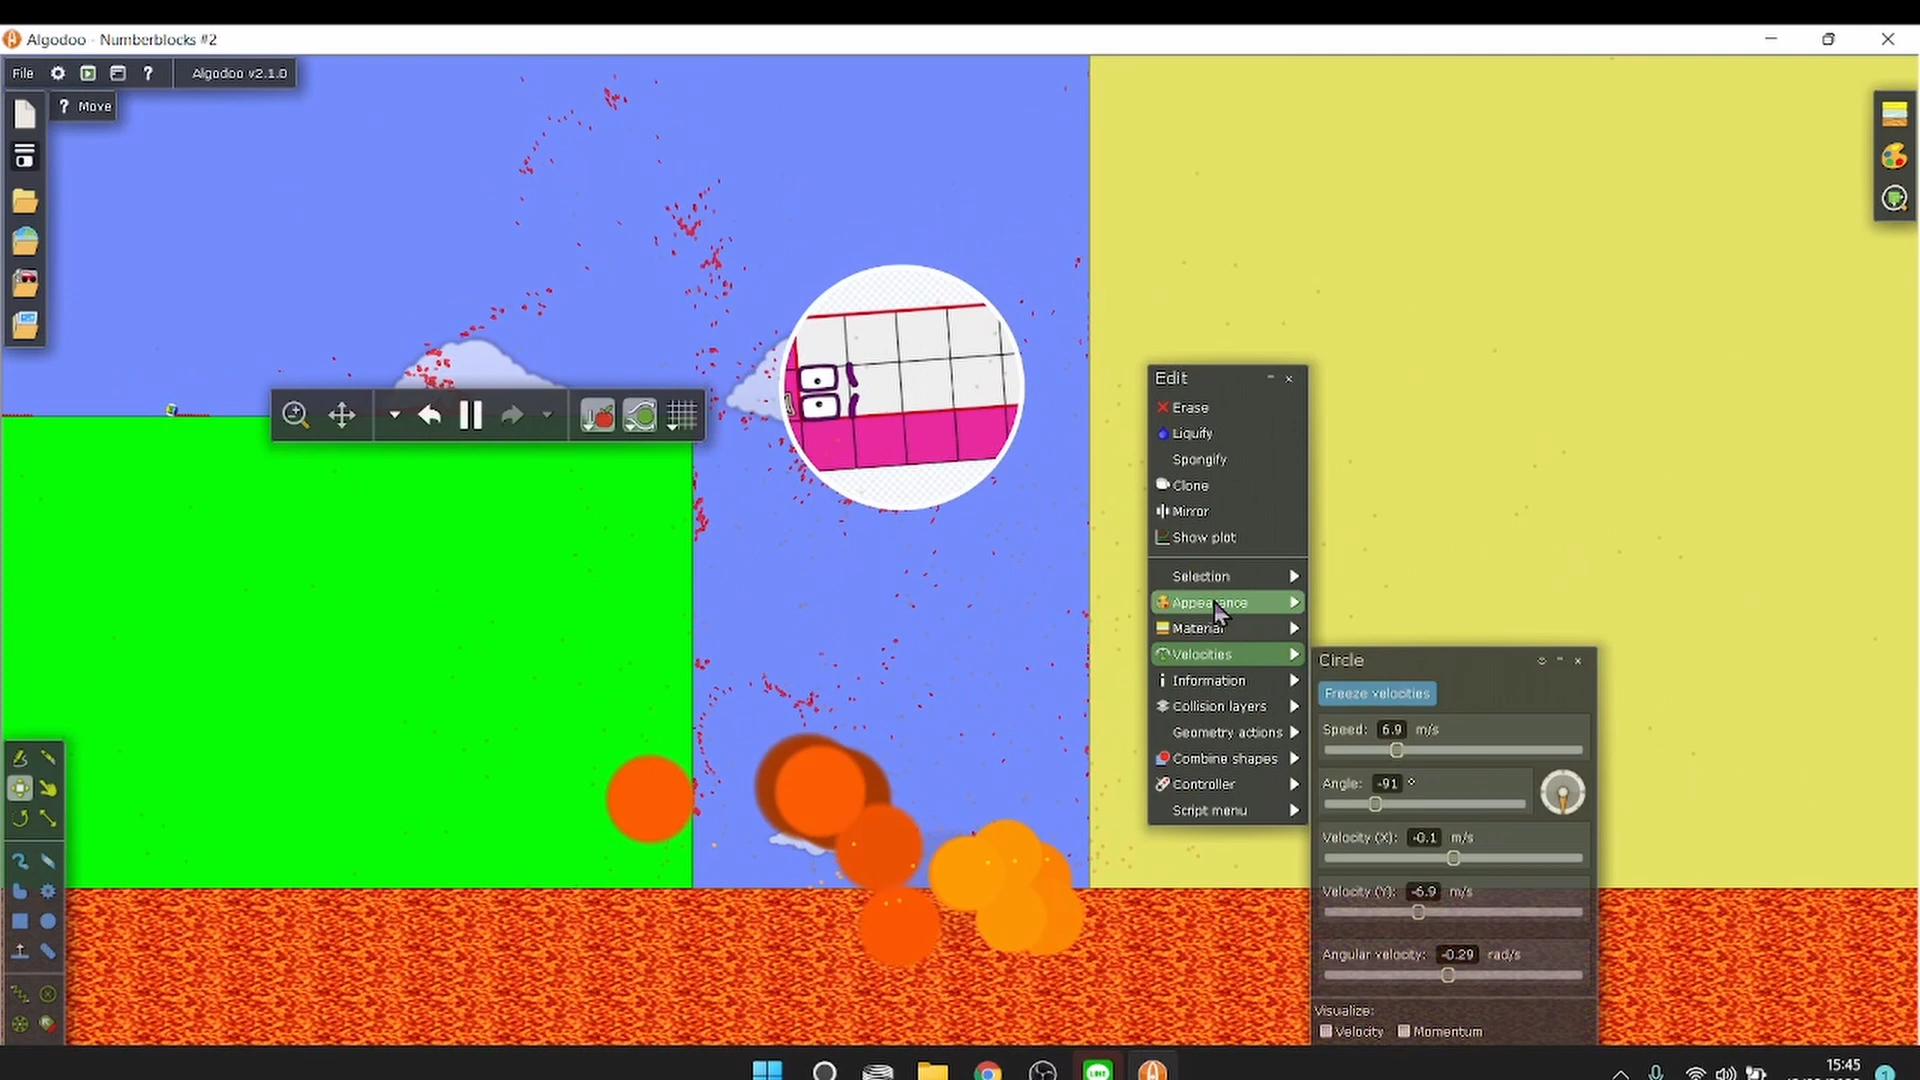 Algodoo - Numberblocks #2
File
?
Algodoo v2.1.0
? Move
Edit
Erase
Liquify
Spongify
Clone
Mirror
Show plot
Selection
Appearance
Material
Velocities
Information
Collision layers
Geometry actions
Combine shapes
Controller
Script menu
Circle
Freeze velocities
Speed: 6.9 m/s
Angle: -91 °
Velocity (X): -0.1 m/s
Velocity (Y): -6.9 m/s
Angular velocity: -0.29 rad/s
Visualize:
Velocity Momentum
LINE
15:45